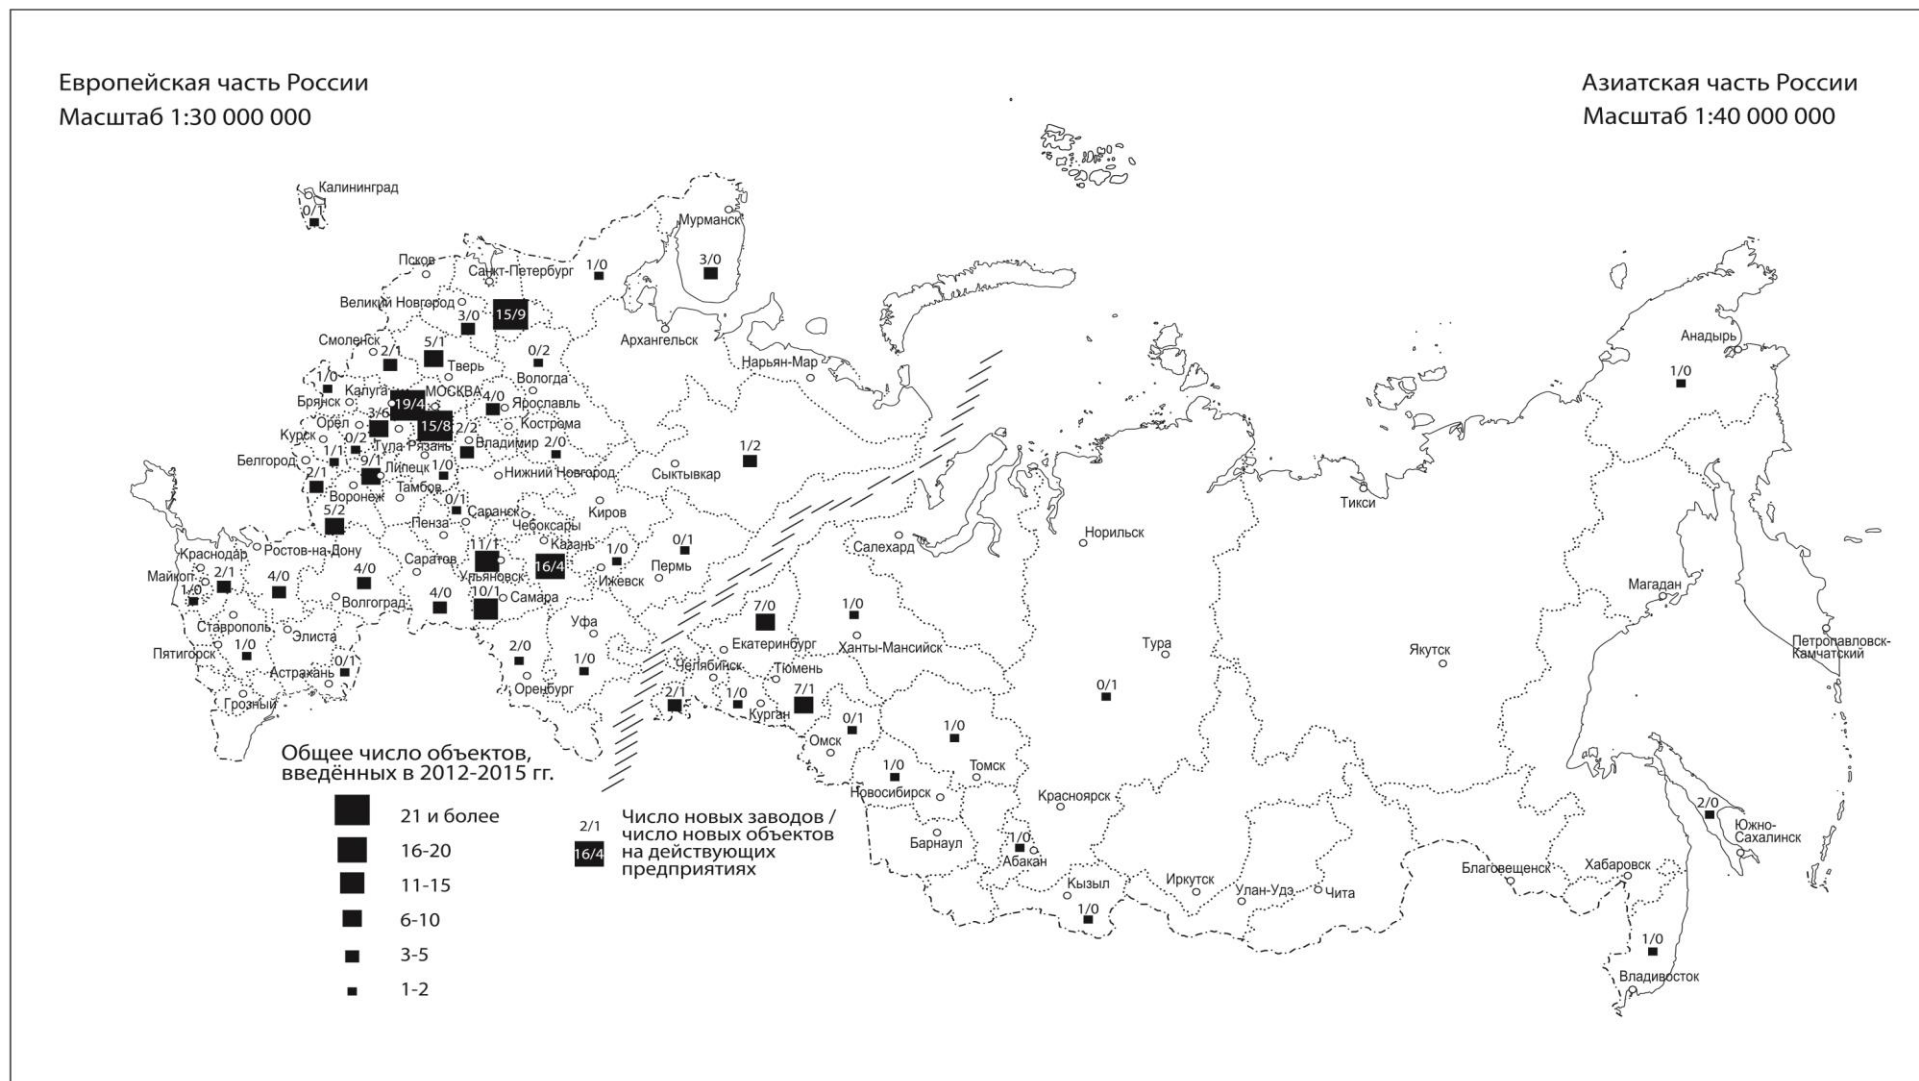 Европейская часть России
Масштаб 1:30 000 000
Азиатская часть России
Масштаб 1:40 000 000
Калининград
0/1
Мурманск
3/0
Псков
Санкт-Петербург
1/0
Великий Новгород
3/0
15/9
Архангельск
Смоленск
2/1
5/1
Тверь
0/2
Вологда
Нарьян-Мар
Анадырь
1/0
1/0
Брянск
Калуга
19/4
МОСКВА
4/0
Ярославль
Кострома
3/6
15/8
2/2
Владимир
2/0
Орёл
Курск
0/2
Тула
Рязань
1/1
Белгород
2/1
9/1
Липецк
1/0
Нижний Новгород
Сыктывкар
1/2
Воронеж
Тамбов
0/1
Саранск
Чебоксары
Киров
Пенза
5/2
Тикси
Норильск
Салехард
Краснодар
Ростов-на-Дону
Саратов
11/1
Казань
16/4
1/0
0/1
Майкоп
2/1
4/0
4/0
Ульяновск
Ижевск
Пермь
1/0
Волгоград
4/0
10/1
Самара
Магадан
Ставрополь
Элиста
Уфа
7/0
1/0
Пятигорск
1/0
Екатеринбург
Ханты-Мансийск
Тура
Якутск
Петропавловск-
Камчатский
Астрахань
0/1
2/0
1/0
Оренбург
Челябинск
Тюмень
Грозный
2/1
1/0
Курган
7/1
0/1
0/1
Омск
1/0
Томск
1/0
Новосибирск
Красноярск
Барнаул
1/0
Абакан
Кызыл
1/0
Иркутск
Улан-Удэ
Чита
Благовещенск
Хабаровск
2/0
Южно-
Сахалинск
1/0
Владивосток
Общее число объектов,
введённых в 2012-2015 гг.
21 и более
16-20
11-15
6-10
3-5
1-2
2/1
16/4
Число новых заводов /
число новых объектов
на действующих
предприятиях